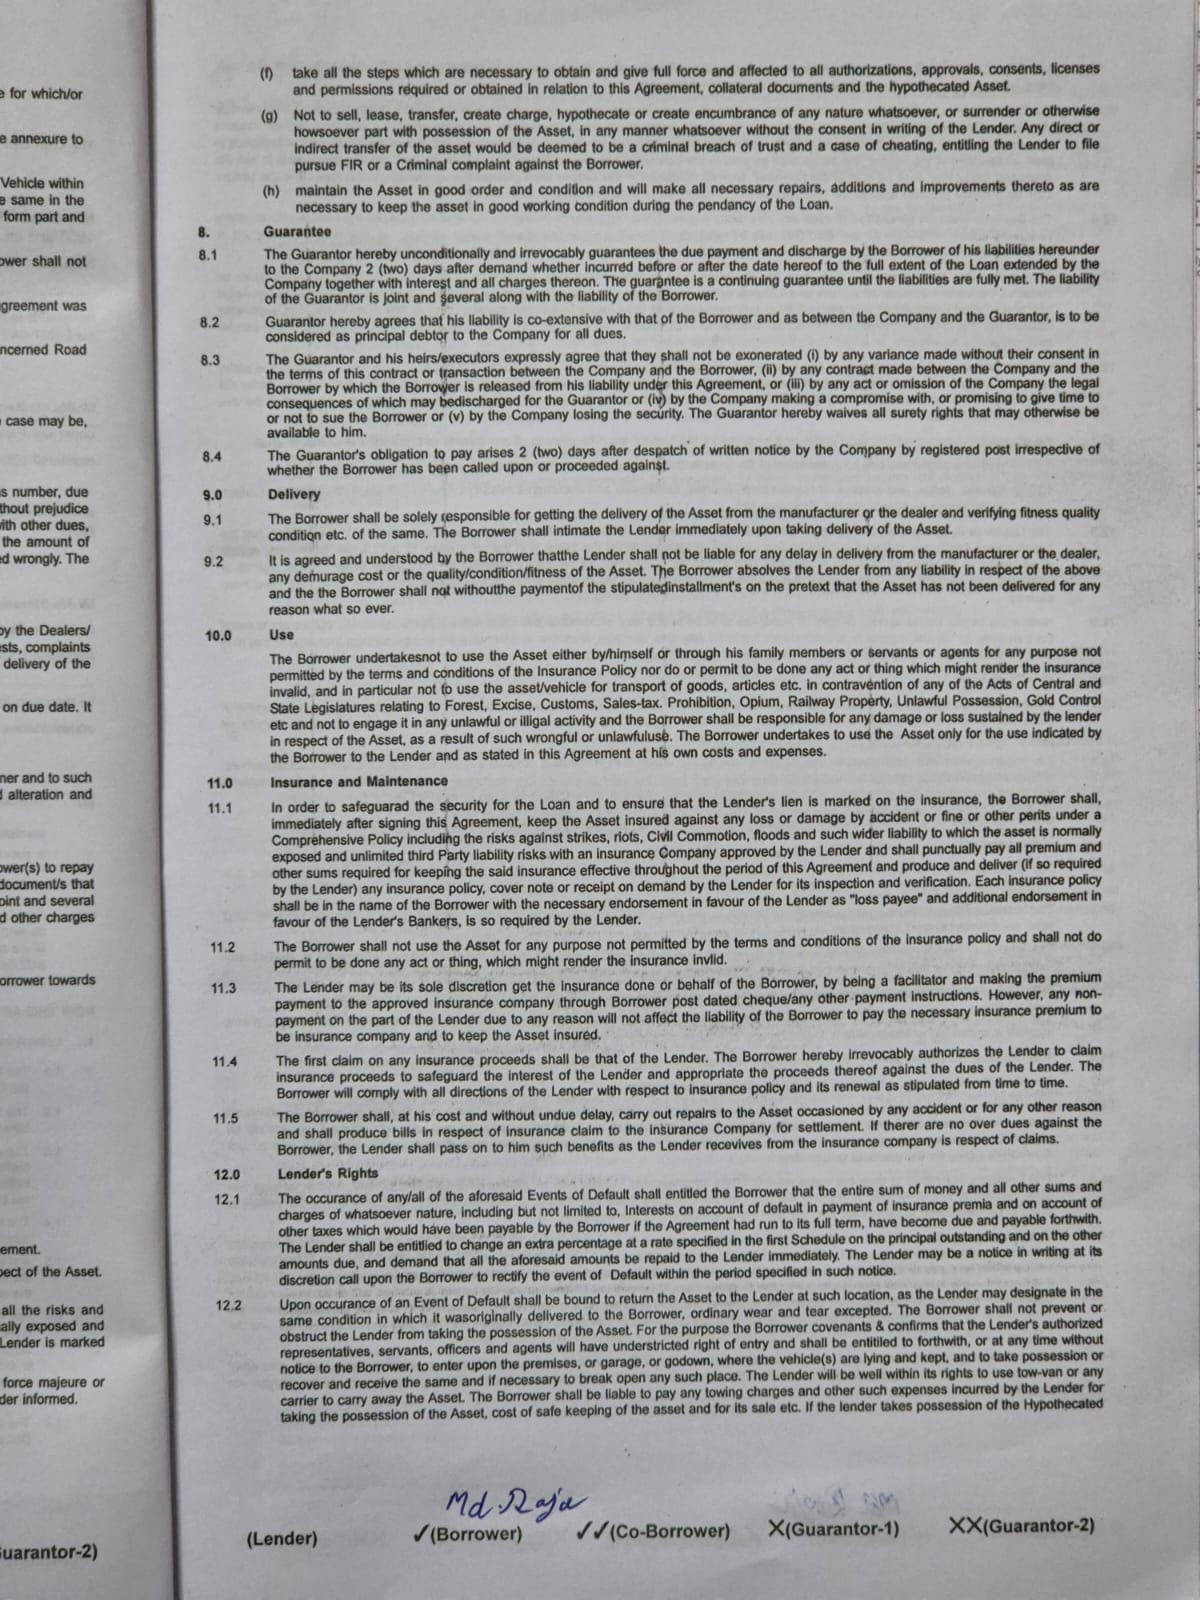 e for which/or
e annexure to
Vehicle within
e same in the
form part and
ower shall not
greement was
ncerned Road
case may be,
s number, due
thout prejudice
with other dues,
the amount of
ed wrongly. The
by the Dealers/
ests, complaints
delivery of the
on due date. It
ner and to such
d alteration and
ower(s) to repay
document/s that
oint and several
d other charges
orrower towards
ement.
pect of the Asset.
all the risks and
ally exposed and
Lender is marked
force majeure or
der informed.
Guarantor-2)
(f) take all the steps which are necessary to obtain and give full force and affected to all authorizations, approvals, consents, licenses
and permissions required or obtained in relation to this Agreement, collateral documents and the hypothecated Asset.
(g) Not to sell, lease, transfer, create charge, hypothecate or create encumbrance of any nature whatsoever, or surrender or otherwise
howsoever part with possession of the Asset, in any manner whatsoever without the consent in writing of the Lender. Any direct or
indirect transfer of the asset would be deemed to be a criminal breach of trust and a case of cheating, entitling the Lender to file
pursue FIR or a Criminal complaint against the Borrower.
(h) maintain the Asset in good order and condition and will make all necessary repairs, additions and improvements thereto as are
necessary to keep the asset in good working condition during the pendancy of the Loan.
8. Guarantee
8.1 The Guarantor hereby unconditionally and irrevocably guarantees the due payment and discharge by the Borrower of his liabilities hereunder
to the Company 2 (two) days after demand whether incurred before or after the date hereof to the full extent of the Loan extended by the
Company together with interest and all charges thereon. The guarantee is a continuing guarantee until the liabilities are fully met. The liability
of the Guarantor is joint and several along with the liability of the Borrower.
8.2 Guarantor hereby agrees that his liability is co-extensive with that of the Borrower and as between the Company and the Guarantor, is to be
considered as principal debtor to the Company for all dues.
8.3 The Guarantor and his heirs/executors expressly agree that they shall not be exonerated (i) by any variance made without their consent in
the terms of this contract or transaction between the Company and the Borrower, (ii) by any contract made between the Company and the
Borrower by which the Borrower is released from his liability under this Agreement, or (iii) by any act or omission of the Company the legal
consequences of which may bedischarged for the Guarantor or (iv) by the Company making a compromise with, or promising to give time to
or not to sue the Borrower or (v) by the Company losing the security. The Guarantor hereby waives all surety rights that may otherwise be
available to him.
8.4 The Guarantor's obligation to pay arises 2 (two) days after despatch of written notice by the Company by registered post irrespective of
whether the Borrower has been called upon or proceeded against.
9.0 Delivery
9.1 The Borrower shall be solely responsible for getting the delivery of the Asset from the manufacturer or the dealer and verifying fitness quality
condition etc. of the same. The Borrower shall intimate the Lender immediately upon taking delivery of the Asset.
9.2 It is agreed and understood by the Borrower thatthe Lender shall not be liable for any delay in delivery from the manufacturer or the dealer,
any demurage cost or the quality/condition/fitness of the Asset. The Borrower absolves the Lender from any liability in respect of the above
and the the Borrower shall not withoutthe paymentof the stipulatedinstallment's on the pretext that the Asset has not been delivered for any
reason what so ever.
10.0 Use
The Borrower undertakesnot to use the Asset either by/himself or through his family members or servants or agents for any purpose not
permitted by the terms and conditions of the Insurance Policy nor do or permit to be done any act or thing which might render the insurance
invalid, and in particular not to use the asset/vehicle for transport of goods, articles etc. in contravention of any of the Acts of Central and
State Legislatures relating to Forest, Excise, Customs, Sales-tax. Prohibition, Opium, Railway Property, Unlawful Possession, Gold Control
etc and not to engage it in any unlawful or illigal activity and the Borrower shall be responsible for any damage or loss sustained by the lender
in respect of the Asset, as a result of such wrongful or unlawfuluse. The Borrower undertakes to use the Asset only for the use indicated by
the Borrower to the Lender and as stated in this Agreement at his own costs and expenses.
11.0 Insurance and Maintenance
11.1 In order to safeguarad the security for the Loan and to ensure that the Lender's lien is marked on the insurance, the Borrower shall,
immediately after signing this Agreement, keep the Asset insured against any loss or damage by accident or fine or other perits under a
Comprehensive Policy including the risks against strikes, riots, Civil Commotion, floods and such wider liability to which the asset is normally
exposed and unlimited third Party liability risks with an insurance Company approved by the Lender and shall punctually pay all premium and
other sums required for keeping the said insurance effective throughout the period of this Agreement and produce and deliver (if so required
by the Lender) any insurance policy, cover note or receipt on demand by the Lender for its inspection and verification. Each insurance policy
shall be in the name of the Borrower with the necessary endorsement in favour of the Lender as "loss payee" and additional endorsement in
favour of the Lender's Bankers, is so required by the Lender.
11.2 The Borrower shall not use the Asset for any purpose not permitted by the terms and conditions of the insurance policy and shall not do
permit to be done any act or thing, which might render the insurance invlid.
11.3 The Lender may be its sole discretion get the insurance done or behalf of the Borrower, by being a facilitator and making the premium
payment to the approved insurance company through Borrower post dated cheque/any other payment instructions. However, any non-
payment on the part of the Lender due to any reason will not affect the liability of the Borrower to pay the necessary insurance premium to
be insurance company and to keep the Asset insured.
11.4 The first claim on any insurance proceeds shall be that of the Lender. The Borrower hereby irrevocably authorizes the Lender to claim
insurance proceeds to safeguard the interest of the Lender and appropriate the proceeds thereof against the dues of the Lender. The
Borrower will comply with all directions of the Lender with respect to insurance policy and its renewal as stipulated from time to time.
11.5 The Borrower shall, at his cost and without undue delay, carry out repairs to the Asset occasioned by any accident or for any other reason
and shall produce bills in respect of insurance claim to the insurance Company for settlement. If therer are no over dues against the
Borrower, the Lender shall pass on to him such benefits as the Lender recevives from the insurance company is respect of claims.
12.0 Lender's Rights
12.1 The occurance of any/all of the aforesaid Events of Default shall entitled the Borrower that the entire sum of money and all other sums and
charges of whatsoever nature, including but not limited to, Interests on account of default in payment of insurance premia and on account of
other taxes which would have been payable by the Borrower if the Agreement had run to its full term, have become due and payable forthwith.
The Lender shall be entitlied to change an extra percentage at a rate specified in the first Schedule on the principal outstanding and on the other
amounts due, and demand that all the aforesaid amounts be repaid to the Lender immediately. The Lender may be a notice in writing at its
discretion call upon the Borrower to rectify the event of Default within the period specified in such notice.
12.2 Upon occurance of an Event of Default shall be bound to return the Asset to the Lender at such location, as the Lender may designate in the
same condition in which it wasoriginally delivered to the Borrower, ordinary wear and tear excepted. The Borrower shall not prevent or
obstruct the Lender from taking the possession of the Asset. For the purpose the Borrower covenants & confirms that the Lender's authorized
representatives, servants, officers and agents will have understricted right of entry and shall be entitiled to forthwith, or at any time without
notice to the Borrower, to enter upon the premises, or garage, or godown, where the vehicle(s) are lying and kept, and to take possession or
recover and receive the same and if necessary to break open any such place. The Lender will be well within its rights to use tow-van or any
carrier to carry away the Asset. The Borrower shall be liable to pay any towing charges and other such expenses incurred by the Lender for
taking the possession of the Asset, cost of safe keeping of the asset and for its sale etc. If the lender takes possession of the Hypothecated
Md. Raja
(Lender) ✓(Borrower) ✓✓(Co-Borrower) X(Guarantor-1) XX(Guarantor-2)